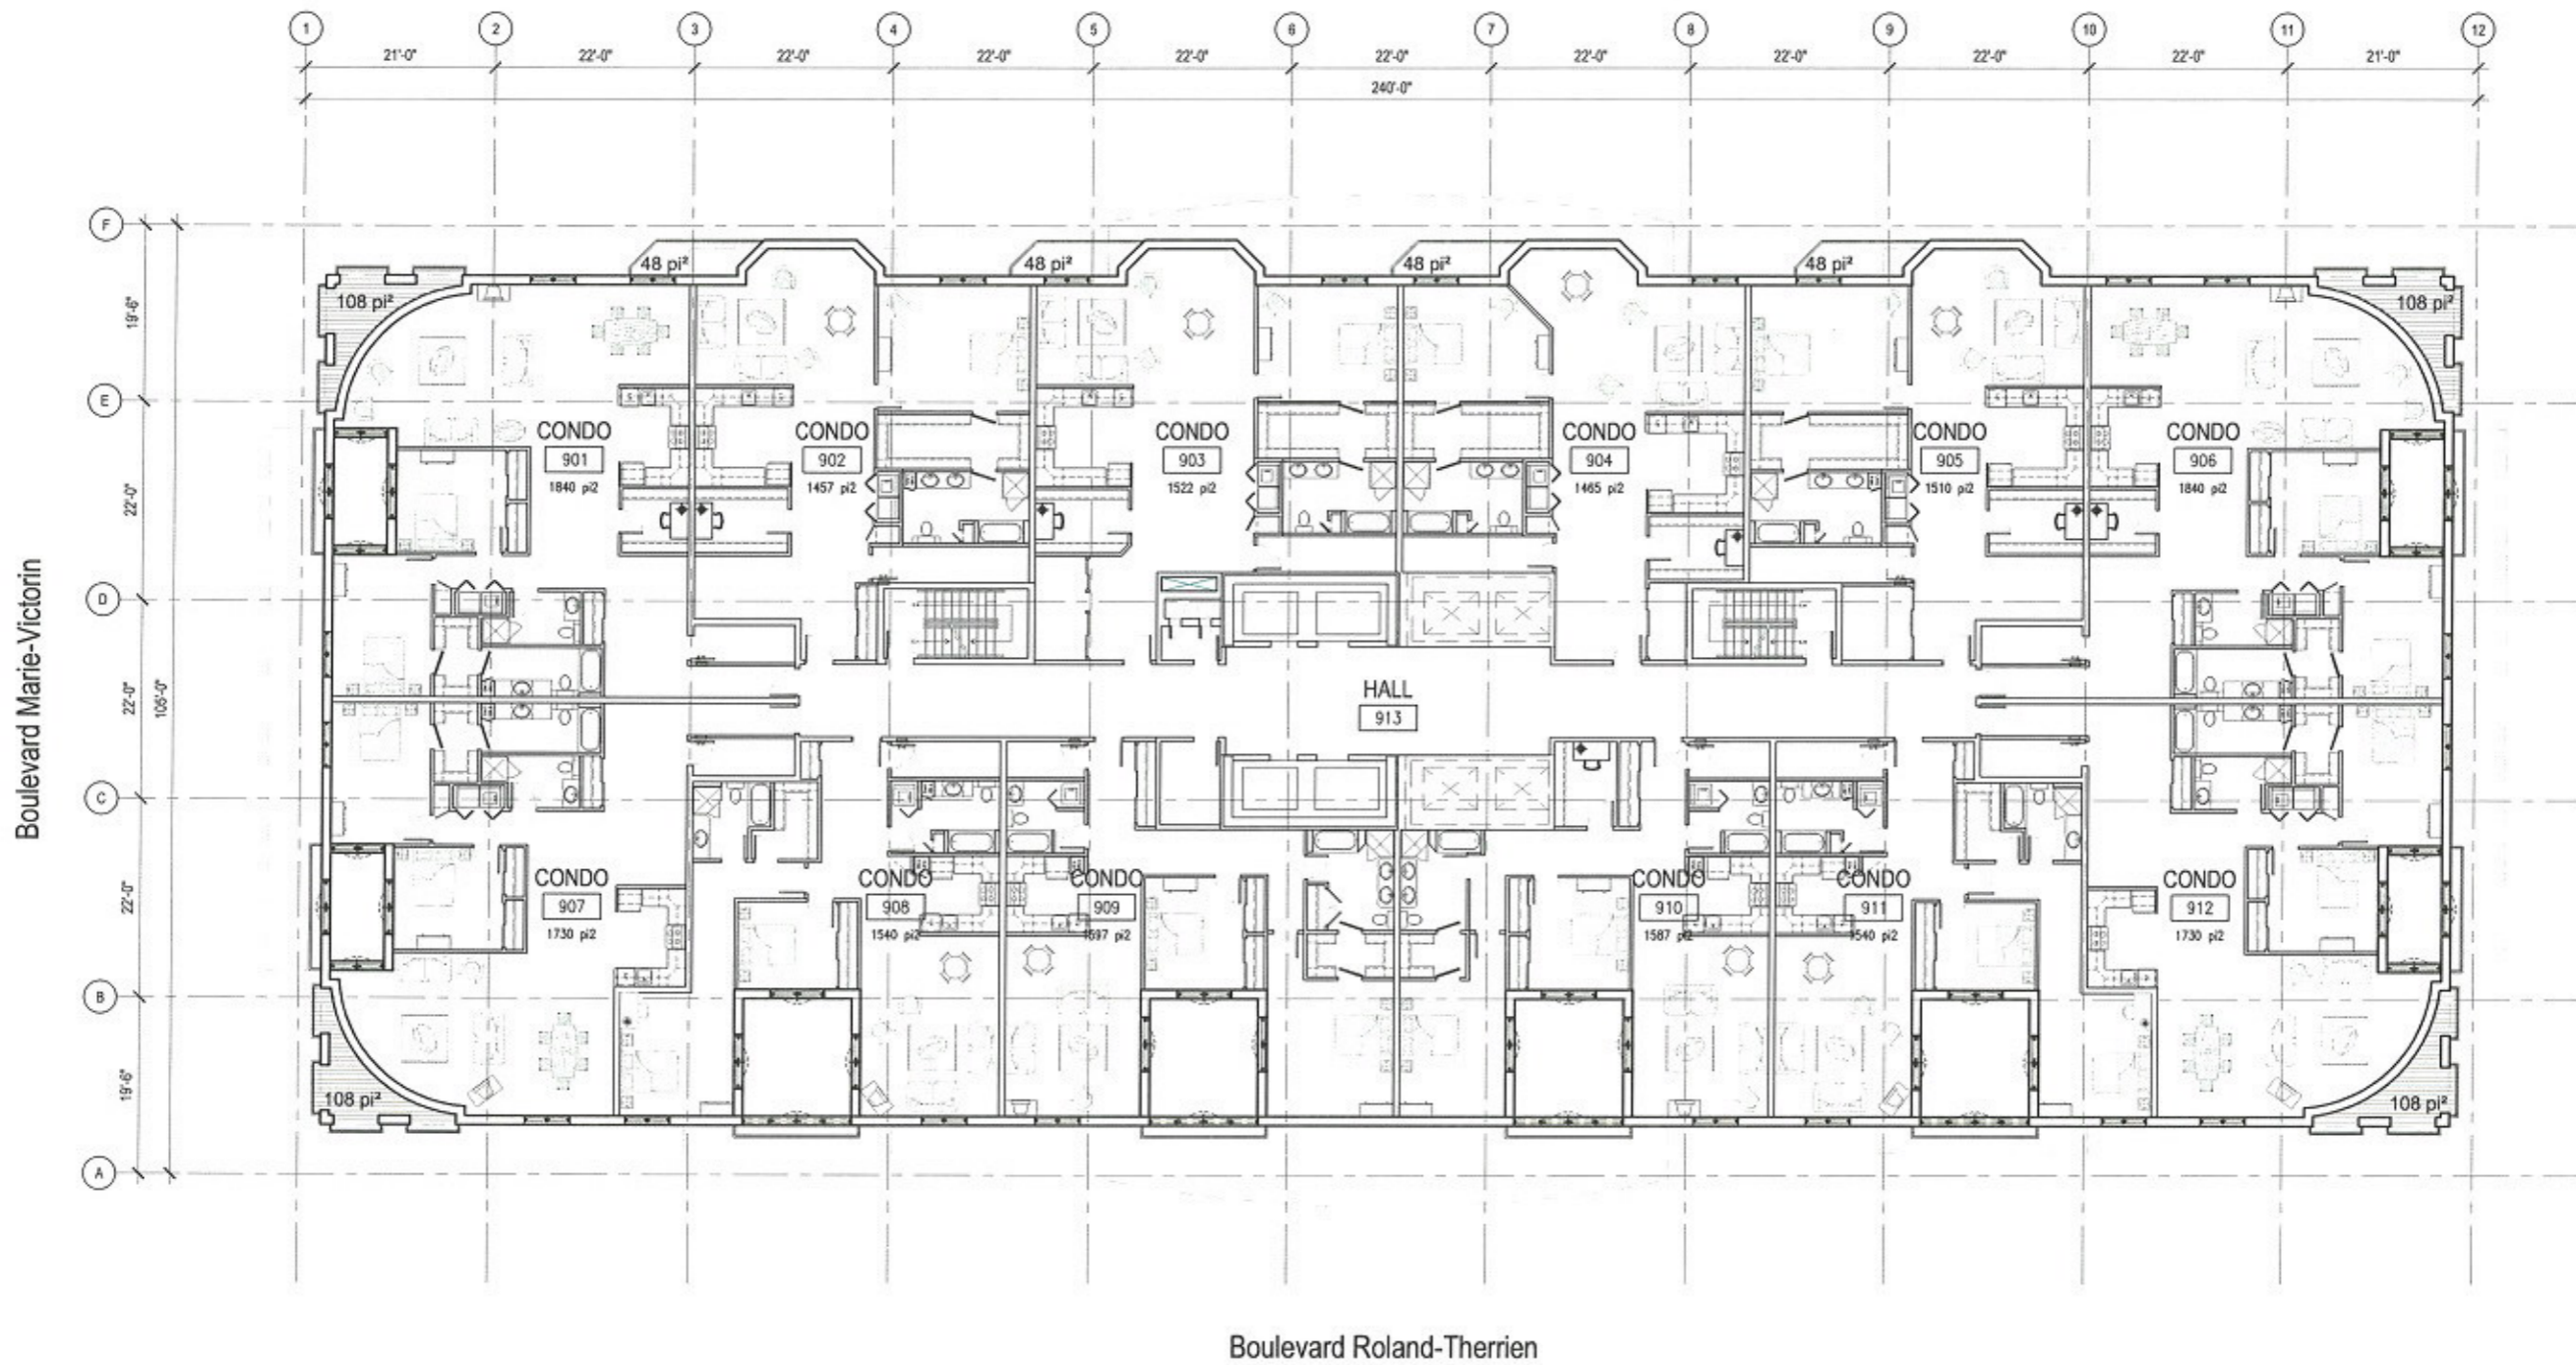 1 2 3 4 5 6 7 8 9 10 11 12
21'-0" 22'-0" 22'-0" 22'-0" 22'-0" 22'-0" 22'-0" 22'-0" 22'-0" 22'-0" 21'-0"
240'-0"
F
48 pi² 48 pi² 48 pi² 48 pi²
108 pi² 108 pi²
19'-6"
E
CONDO CONDO CONDO CONDO CONDO CONDO
901 902 903 904 905 906
1840 pi2 1457 pi2 1522 pi2 1465 pi2 1510 pi2 1840 pi2
22'-0"
D
Boulevard Marie-Victorin
22'-0"
105'-0"
HALL
913
C
CONDO CONDO CONDO CONDO CONDO CONDO
907 908 909 910 911 912
1730 pi2 1540 pi2 1597 pi2 1587 pi2 1540 pi2 1730 pi2
22'-0"
B
19'-6"
108 pi² 108 pi²
A
Boulevard Roland-Therrien